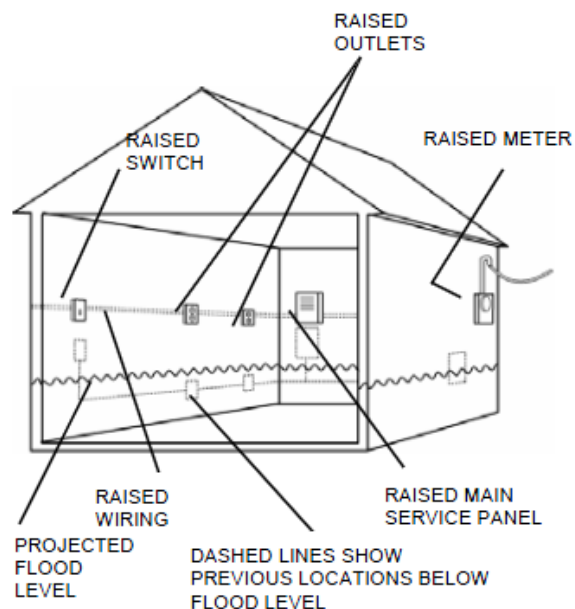 RAISED
OUTLETS
RAISED
SWITCH
RAISED METER
RAISED
WIRING
RAISED MAIN
SERVICE PANEL
PROJECTED
FLOOD
LEVEL
DASHED LINES SHOW
PREVIOUS LOCATIONS BELOW
FLOOD LEVEL